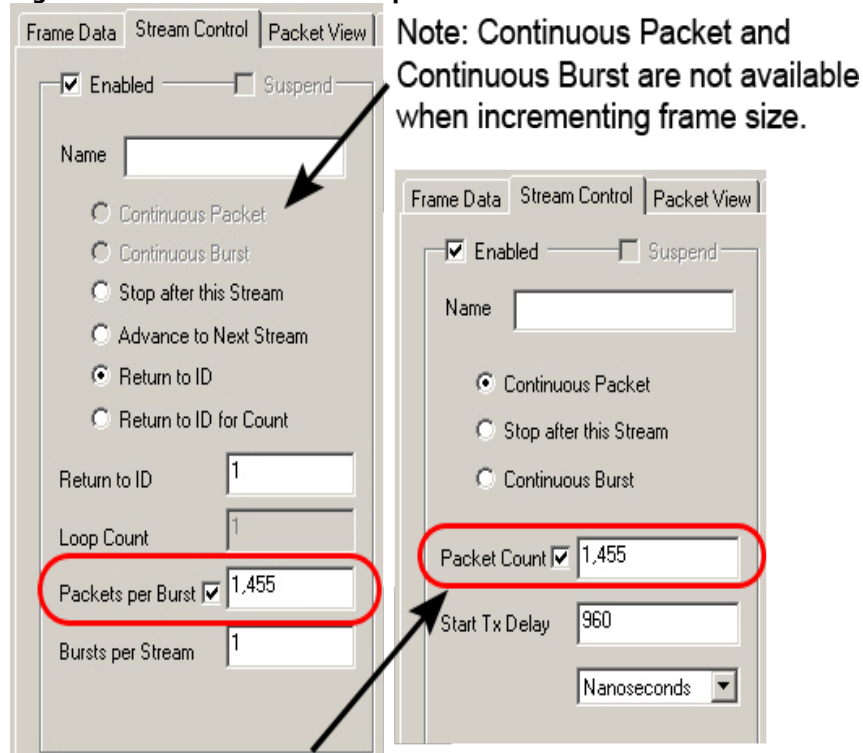 Frame Data Stream Control Packet View
Enabled Suspend
Name
Continuous Packet
Continuous Burst
Stop after this Stream
Advance to Next Stream
Return to ID
Return to ID for Count
Return to ID 1
Loop Count 1
Packets per Burst 1,455
Bursts per Stream 1
Note: Continuous Packet and
Continuous Burst are not available
when incrementing frame size.
Frame Data Stream Control Packet View
Enabled Suspend
Name
Continuous Packet
Stop after this Stream
Continuous Burst
Packet Count 1,455
Start Tx Delay 960
Nanoseconds